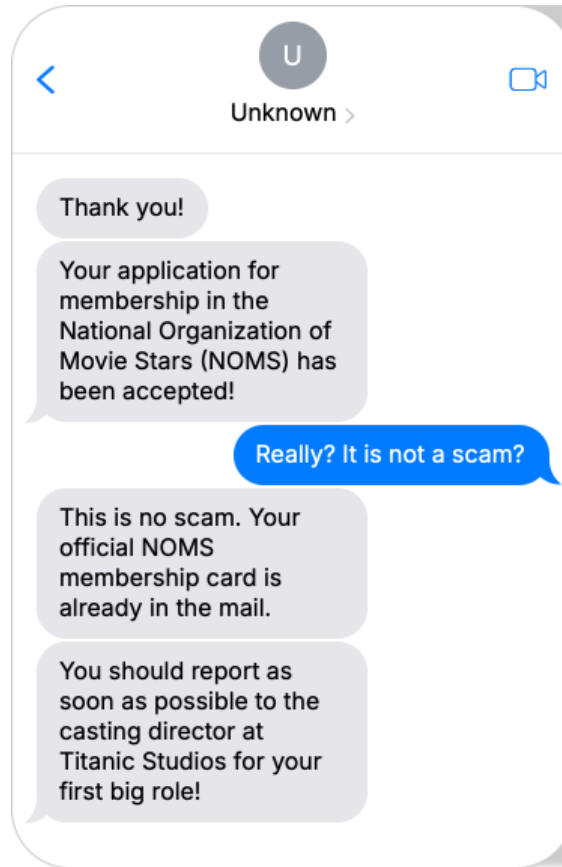 U
Unknown
Thank you!
Your application for
membership in the
National Organization of
Movie Stars (NOMS) has
been accepted!
Really? It is not a scam?
This is no scam. Your
official NOMS
membership card is
already in the mail.
You should report as
soon as possible to the
casting director at
Titanic Studios for your
first big role!